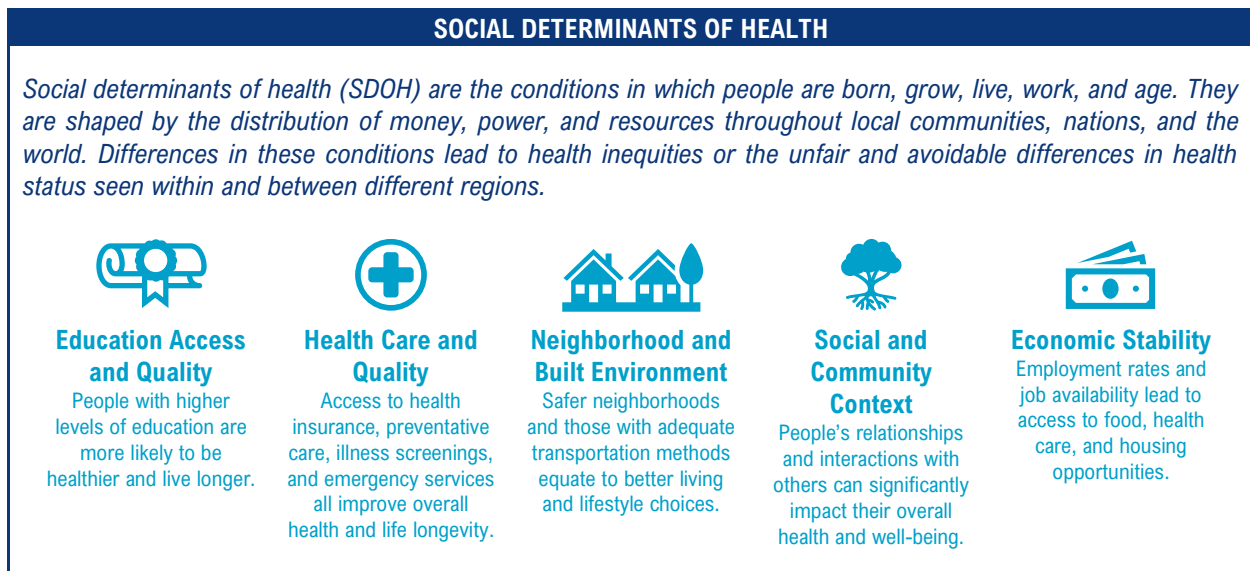 SOCIAL DETERMINANTS OF HEALTH
Social determinants of health (SDOH) are the conditions in which people are born, grow, live, work, and age. They
are shaped by the distribution of money, power, and resources throughout local communities, nations, and the
world. Differences in these conditions lead to health inequities or the unfair and avoidable differences in health
status seen within and between different regions.
Education Access
and Quality
People with higher
levels of education are
more likely to be
healthier and live longer.
Health Care and
Quality
Access to health
insurance, preventative
care, illness screenings,
and emergency services
all improve overall
health and life longevity.
Neighborhood and
Built Environment
Safer neighborhoods
and those with adequate
transportation methods
equate to better living
and lifestyle choices.
Social and
Community
Context
People's relationships
and interactions with
others can significantly
impact their overall
health and well-being.
Economic Stability
Employment rates and
job availability lead to
access to food, health
care, and housing
opportunities.